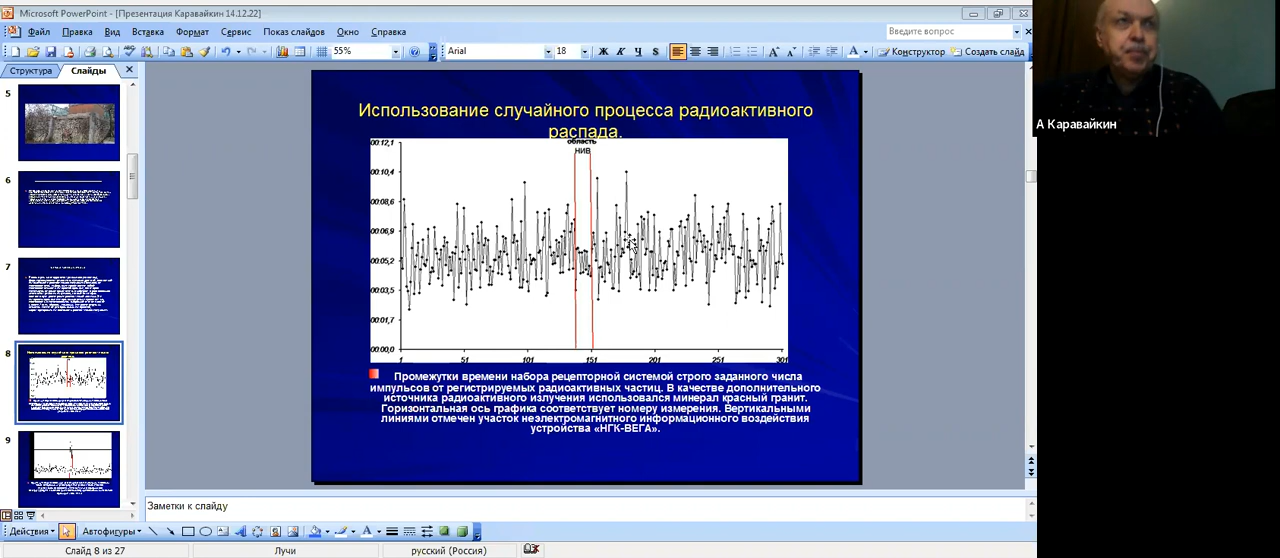 Microsoft PowerPoint - [Презентация Каравайкин 14.12.22]
Файл Правка Вид Вставка Формат Сервис Показ слайдов Окно Справка
Введите вопрос
55% Arial 18 Ж К Ч S Конструктор Создать слайд
Структура Слайды
5
6
7
8
9
Использование случайного процесса радиоактивного
распада.
область
НИВ
00:12,1
00:10,4
00:08,6
00:06,9
00:05,2
00:03,5
00:01,7
00:00,0
1 51 101 151 201 251 301
Промежутки времени набора рецепторной системой строго заданного числа
импульсов от регистрируемых радиоактивных частиц. В качестве дополнительного
источника радиоактивного излучения использовался минерал красный гранит.
Горизонтальная ось графика соответствует номеру измерения. Вертикальными
линиями отмечен участок неэлектромагнитного информационного воздействия
устройства «НГК-ВЕГА».
Заметки к слайду
Действия Автофигуры
Слайд 8 из 27 Лучи русский (Россия)
А Каравайкин